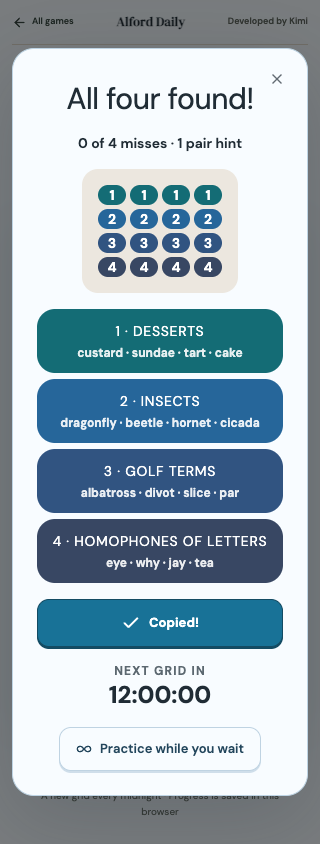 All games
Alford Daily
Developed by Kimi
All four found!
0 of 4 misses · 1 pair hint
1 1 1 1
2 2 2 2
3 3 3 3
4 4 4 4
1 · DESSERTS
custard · sundae · tart · cake
2 · INSECTS
dragonfly · beetle · hornet · cicada
3 · GOLF TERMS
albatross · divot · slice · par
4 · HOMOPHONES OF LETTERS
eye · why · jay · tea
Copied!
NEXT GRID IN
12:00:00
Practice while you wait
A new grid every midnight · Progress is saved in this
browser